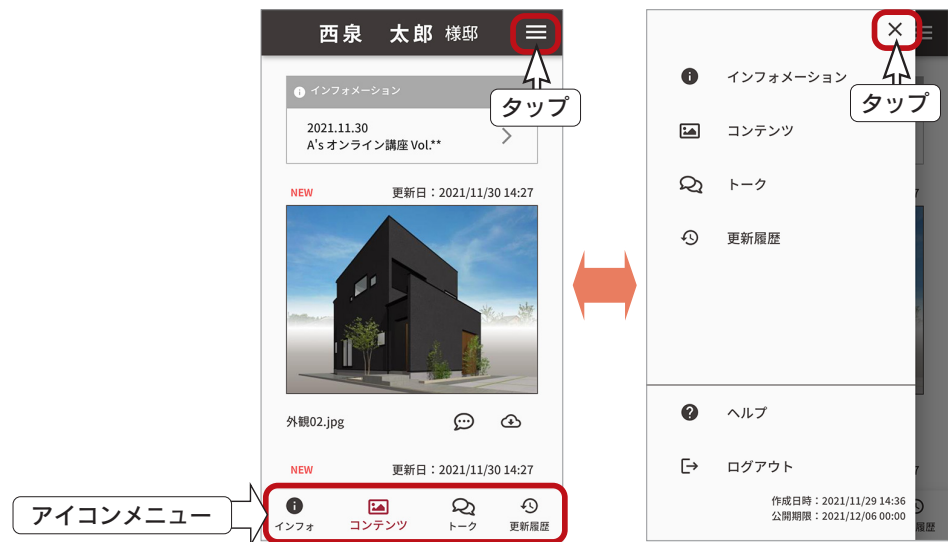 西泉 太郎 様邸
タップ
インフォメーション
2021.11.30
A's オンライン講座 Vol.**
NEW
更新日：2021/11/30 14:27
外観02.jpg
NEW
更新日：2021/11/30 14:27
インフォ
コンテンツ
トーク
更新履歴
アイコンメニュー
タップ
インフォメーション
コンテンツ
トーク
更新履歴
ヘルプ
ログアウト
作成日時：2021/11/29 14:36
公開期限：2021/12/06 00:00
7
7
履歴